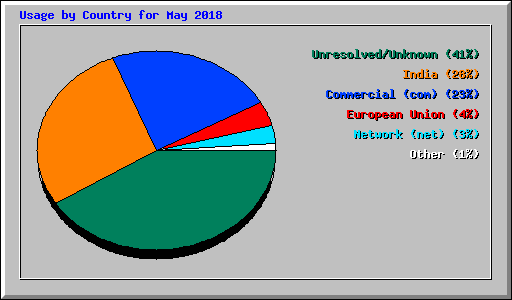 Usage by Country for May 2018
Unresolved/Unknown (41%)
India (28%)
Commercial (com) (23%)
European Union (4%)
Network (net) (3%)
Other (1%)